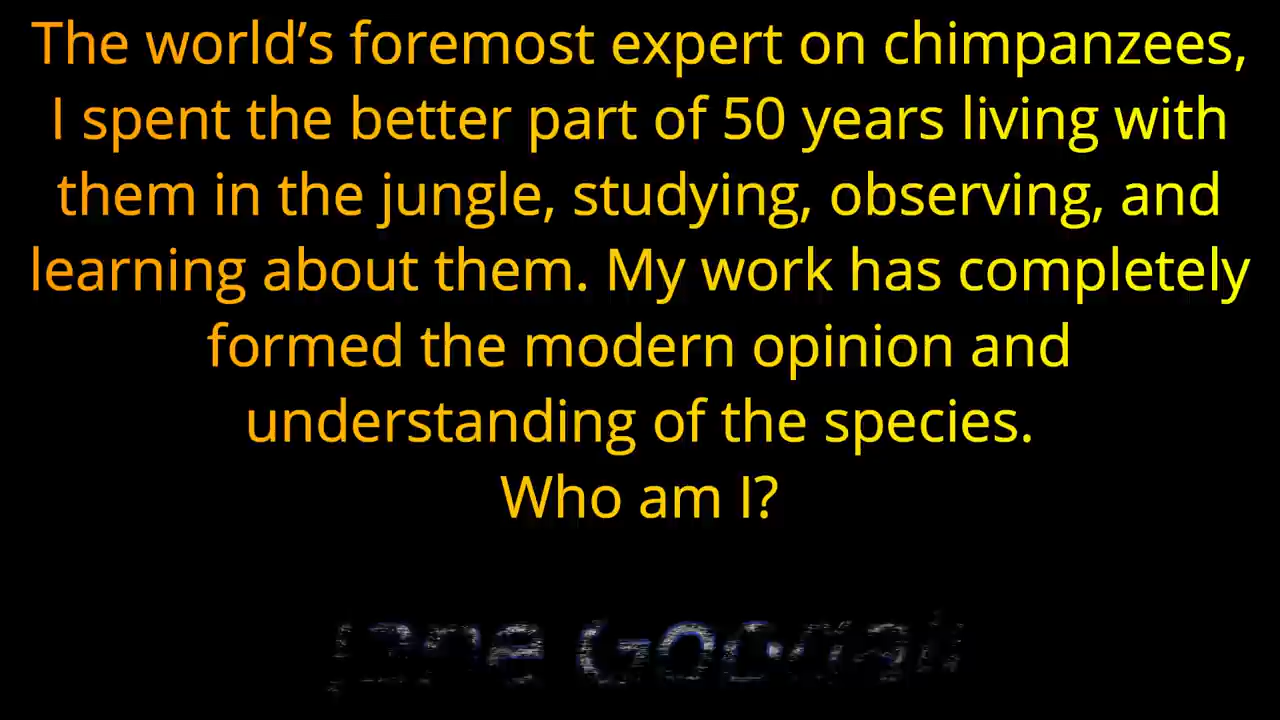 The world’s foremost expert on chimpanzees,
I spent the better part of 50 years living with
them in the jungle, studying, observing, and
learning about them. My work has completely
formed the modern opinion and
understanding of the species.
Who am I?
Jane Goodall